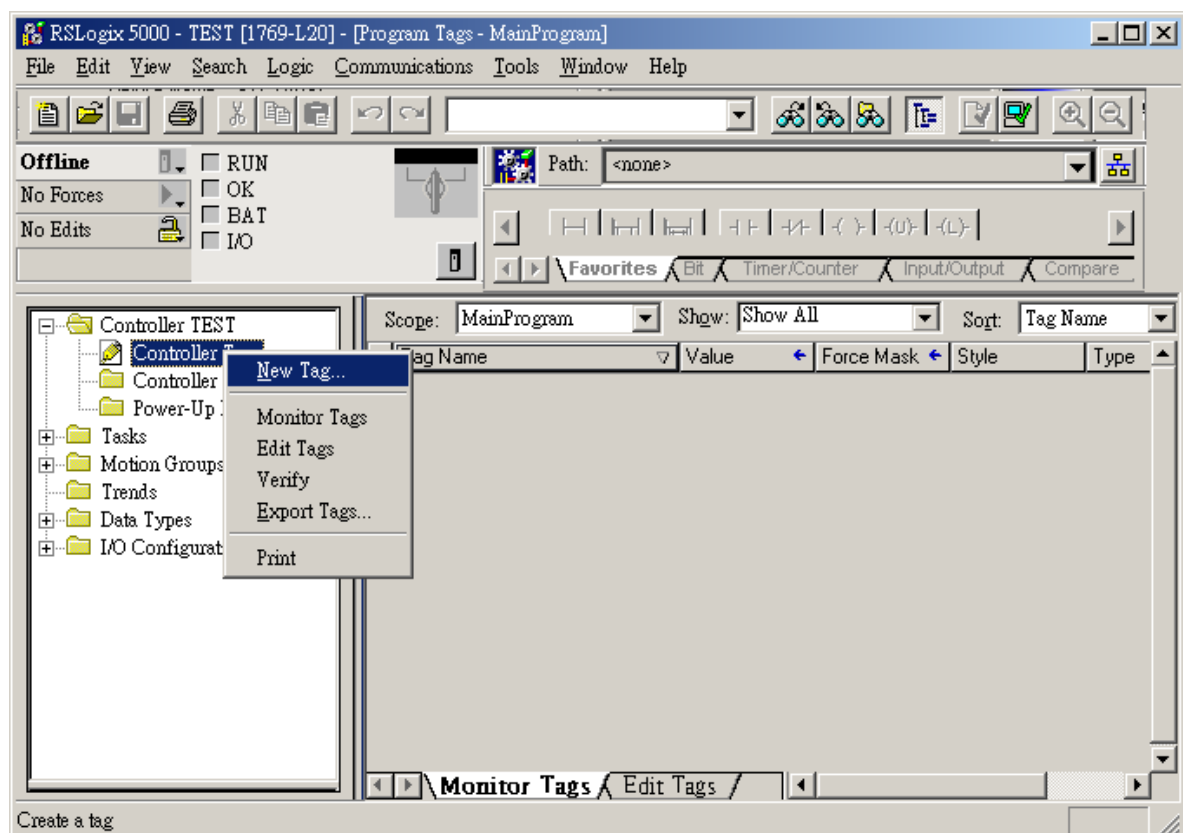 RSLogix 5000 - TEST [1769-L20] - [Program Tags - MainProgram]
File Edit View Search Logic Communications Tools Window Help
Offline
RUN
Path: <none>
No Forces
OK
BAT
No Edits
I/O
(U) (L)
Favorites Bit Timer/Counter Input/Output Compare
Scope: MainProgram Show: Show All Sort: Tag Name
Tag Name Value Force Mask Style Type
Controller TEST
Controller
Controller
Power-Up
Tasks
Motion Groups
Trends
Data Types
I/O Configurat
New Tag...
Monitor Tags
Edit Tags
Verify
Export Tags...
Print
Monitor Tags Edit Tags
Create a tag